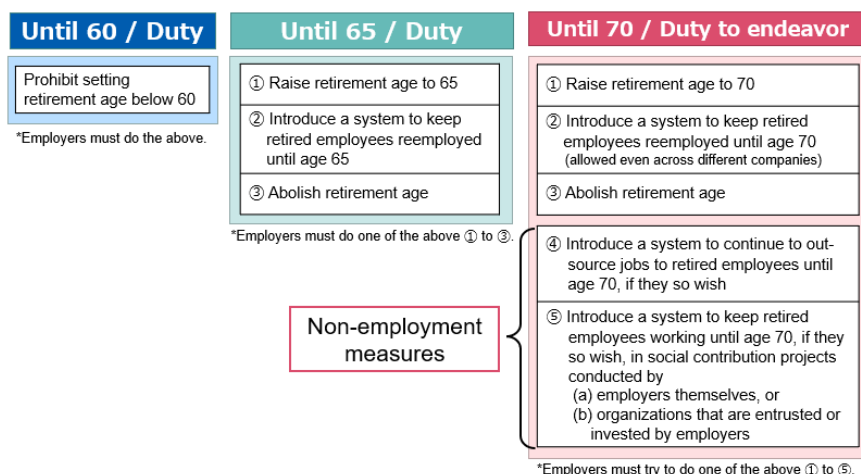 Until 60 / Duty
Prohibit setting
retirement age below 60
*Employers must do the above.
Until 65 / Duty
① Raise retirement age to 65
② Introduce a system to keep
retired employees reemployed
until age 65
③ Abolish retirement age
*Employers must do one of the above ① to ③.
Until 70 / Duty to endeavor
① Raise retirement age to 70
② Introduce a system to keep retired
employees reemployed until age 70
(allowed even across different companies)
③ Abolish retirement age
Non-employment
measures
④ Introduce a system to continue to out-
source jobs to retired employees until
age 70, if they so wish
⑤ Introduce a system to keep retired
employees working until age 70, if they
so wish, in social contribution projects
conducted by
(a) employers themselves, or
(b) organizations that are entrusted or
invested by employers
*Employers must try to do one of the above ① to ⑤.